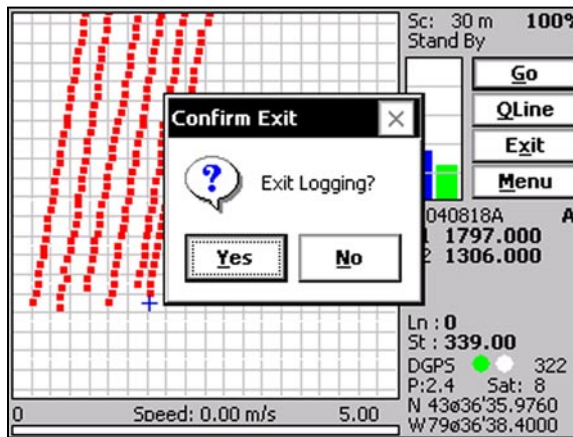 Sc: 30 m 100%
Stand By
Go
QLine
Exit
Menu
Confirm Exit
Exit Logging?
Yes No
040818A
1797.000
1306.000
Ln : 0
St : 339.00
DGPS 322
P:2.4 Sat: 8
N 43ø36'35.9760
W79ø36'38.4000
0 Speed: 0.00 m/s 5.00